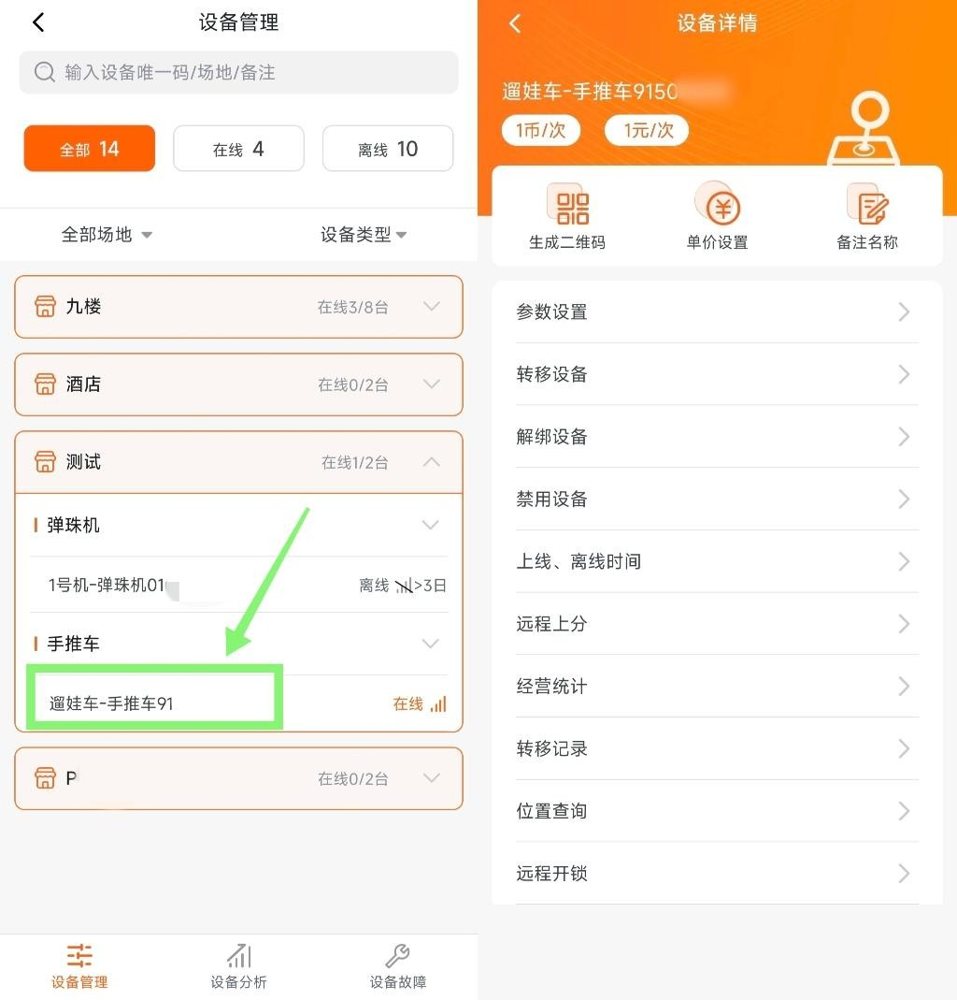 设备管理
输入设备唯一码/场地/备注
全部 14
在线 4
离线 10
全部场地
设备类型
九楼
在线3/8台
酒店
在线0/2台
测试
在线1/2台
弹珠机
1号机-弹珠机01
离线
>3日
手推车
遛娃车-手推车91
在线
P
在线0/2台
设备管理
设备分析
设备故障
设备详情
遛娃车-手推车9150
1币/次
1元/次
生成二维码
单价设置
备注名称
参数设置
转移设备
解绑设备
禁用设备
上线、离线时间
远程上分
经营统计
转移记录
位置查询
远程开锁